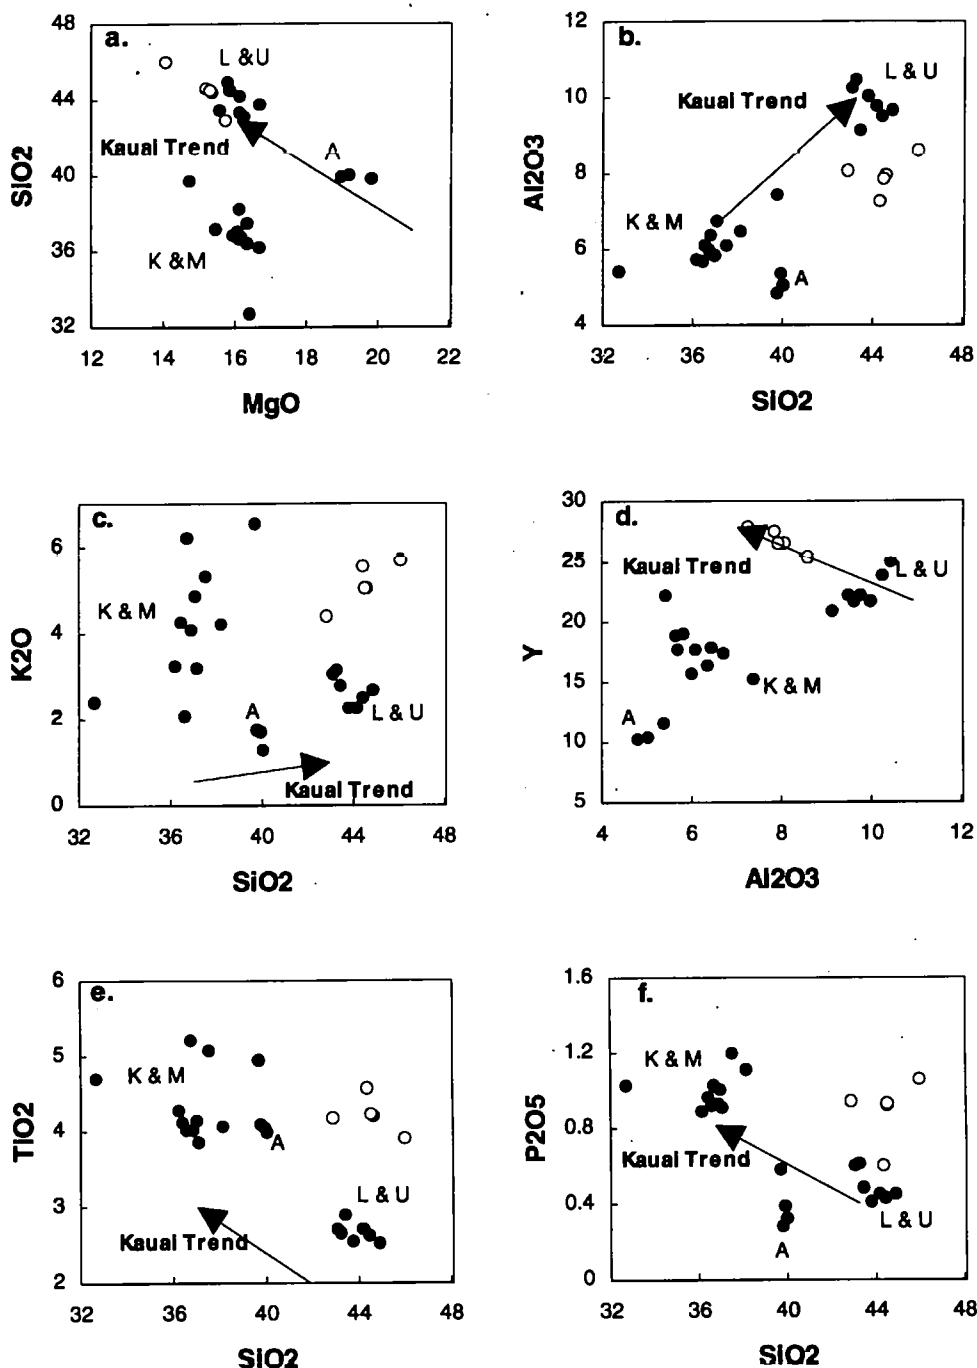 a.
48
44
40
36
32
SiO2
L & U
Kauai Trend
A
K & M
12
14
16
18
20
22
MgO
b.
12
10
8
6
4
Al2O3
L & U
Kauai Trend
K & M
A
32
36
40
44
48
SiO2
c.
6
4
2
0
K2O
K & M
A
L & U
Kauai Trend
32
36
40
44
48
SiO2
d.
30
25
20
15
10
5
Y
Kauai Trend
L & U
K & M
A
4
6
8
10
12
Al2O3
e.
6
5
4
3
2
TiO2
K & M
A
L & U
Kauai Trend
32
36
40
44
48
SiO2
f.
1.6
1.2
0.8
0.4
0
P2O5
K & M
Kauai Trend
L & U
A
32
36
40
44
48
SiO2